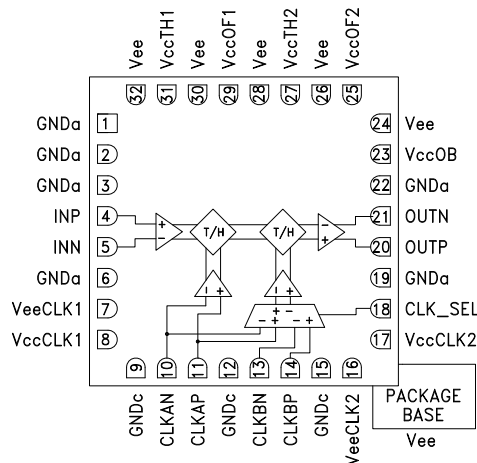 Vee VccTH1 Vee VccOF1 Vee VccTH2 Vee VccOF2
32 31 30 29 28 27 26 25
GNDa 1
GNDa 2
GNDa 3
INP 4
INN 5
GNDa 6
VeeCLK1 7
VccCLK1 8
24 Vee
23 VccOB
22 GNDa
21 OUTN
20 OUTP
19 GNDa
18 CLK_SEL
17 VccCLK2
+ T/H T/H −
− +
− + − +
+ −
− + − +
9 10 11 12 13 14 15 16
GNDc CLKAN CLKAP GNDc CLKBN CLKBP GNDc VeeCLK2
PACKAGE
BASE
Vee